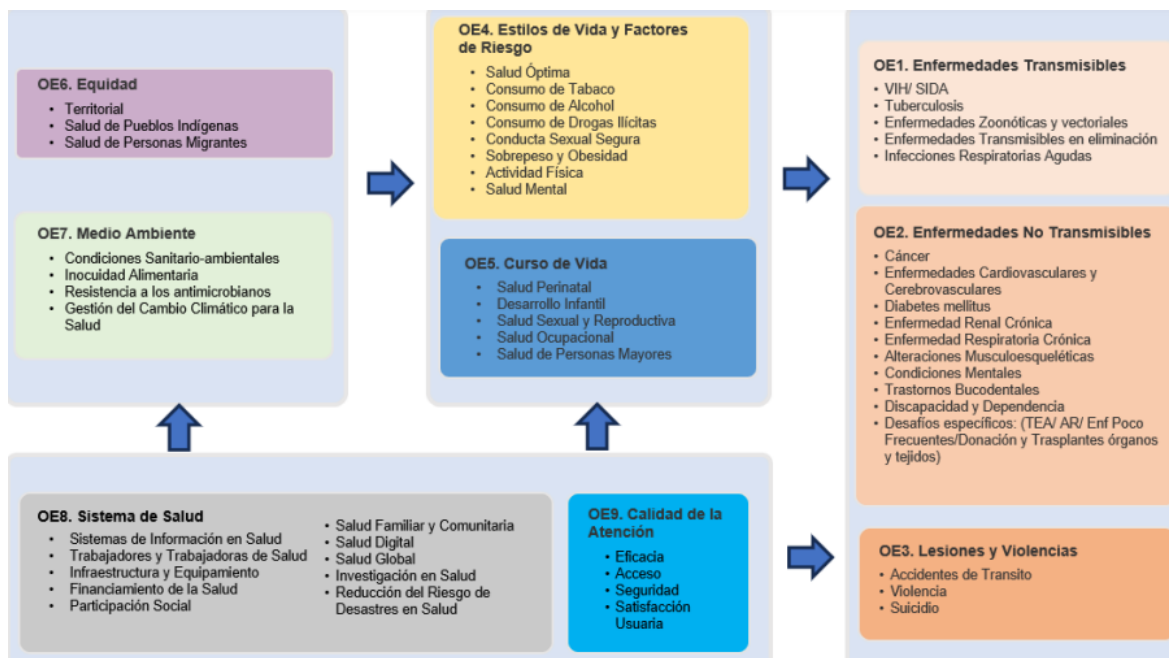 OE6. Equidad
• Territorial
• Salud de Pueblos Indígenas
• Salud de Personas Migrantes
OE7. Medio Ambiente
• Condiciones Sanitario-ambientales
• Inocuidad Alimentaria
• Resistencia a los antimicrobianos
• Gestión del Cambio Climático para la
Salud
OE4. Estilos de Vida y Factores
de Riesgo
• Salud Óptima
• Consumo de Tabaco
• Consumo de Alcohol
• Consumo de Drogas Ilícitas
• Conducta Sexual Segura
• Sobrepeso y Obesidad
• Actividad Física
• Salud Mental
OE5. Curso de Vida
• Salud Perinatal
• Desarrollo Infantil
• Salud Sexual y Reproductiva
• Salud Ocupacional
• Salud de Personas Mayores
OE1. Enfermedades Transmisibles
• VIH/ SIDA
• Tuberculosis
• Enfermedades Zoonóticas y vectoriales
• Enfermedades Transmisibles en eliminación
• Infecciones Respiratorias Agudas
OE2. Enfermedades No Transmisibles
• Cáncer
• Enfermedades Cardiovasculares y
Cerebrovasculares
• Diabetes mellitus
• Enfermedad Renal Crónica
• Enfermedad Respiratoria Crónica
• Alteraciones Musculoesqueléticas
• Condiciones Mentales
• Trastornos Bucodentales
• Discapacidad y Dependencia
• Desafíos específicos: (TEA/ AR/ Enf Poco
Frecuentes/Donación y Trasplantes órganos
y tejidos)
OE3. Lesiones y Violencias
• Accidentes de Transito
• Violencia
• Suicidio
OE8. Sistema de Salud
• Sistemas de Información en Salud
• Trabajadores y Trabajadoras de Salud
• Infraestructura y Equipamiento
• Financiamiento de la Salud
• Participación Social
• Salud Familiar y Comunitaria
• Salud Digital
• Salud Global
• Investigación en Salud
• Reducción del Riesgo de
Desastres en Salud
OE9. Calidad de la
Atención
• Eficacia
• Acceso
• Seguridad
• Satisfacción
Usuaria